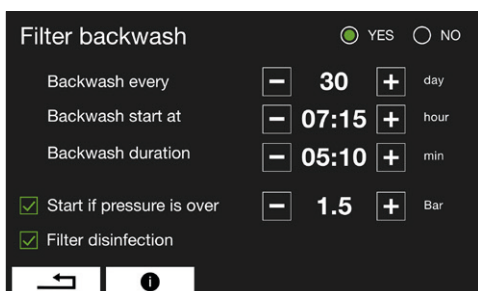 Filter backwash YES NO
Backwash every − 30 + day
Backwash start at − 07:15 + hour
Backwash duration − 05:10 + min
Start if pressure is over − 1.5 + Bar
Filter disinfection
i